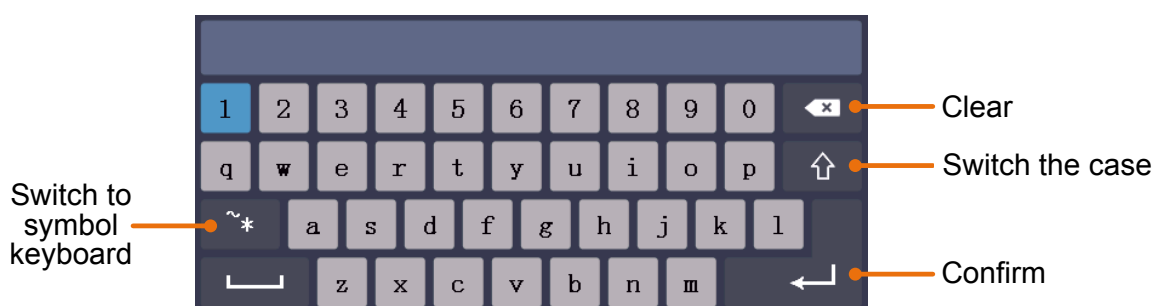 1 2 3 4 5 6 7 8 9 0
Clear
q w e r t y u i o p
Switch the case
Switch to
symbol
keyboard
~* a s d f g h j k l
z x c v b n m
Confirm